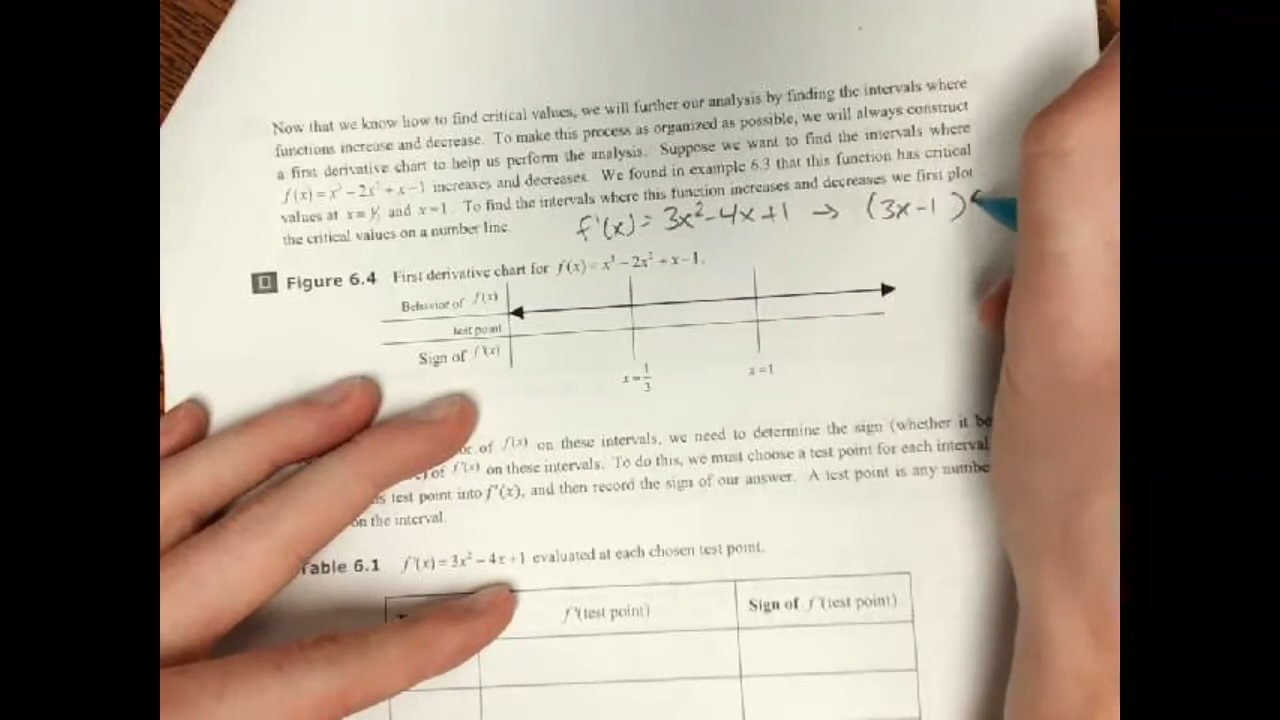 Now that we know how to find critical values, we will further our analysis by finding the intervals where
functions increase and decrease. To make this process as organized as possible, we will always construct
a first derivative chart to help us perform the analysis. Suppose we want to find the intervals where
f(x) = x³ − 2x² + x − 1 increases and decreases. We found in example 6.3 that this function has critical
values at x = ⅓ and x = 1. To find the intervals where this function increases and decreases we first plot
the critical values on a number line.
f'(x) = 3x² - 4x + 1 → (3x - 1)(
Figure 6.4 First derivative chart for f(x) = x³ − 2x² + x − 1.
Behavior of f(x)
test point
Sign of f'(x)
x = 1/3
x = 1
of f(x) on these intervals, we need to determine the sign (whether it be
of f'(x) on these intervals. To do this, we must choose a test point for each interval
test point into f'(x), and then record the sign of our answer. A test point is any
on the interval.
Table 6.1 f'(x) = 3x² − 4x + 1 evaluated at each chosen test point.
f'(test point)
Sign of f'(test point)